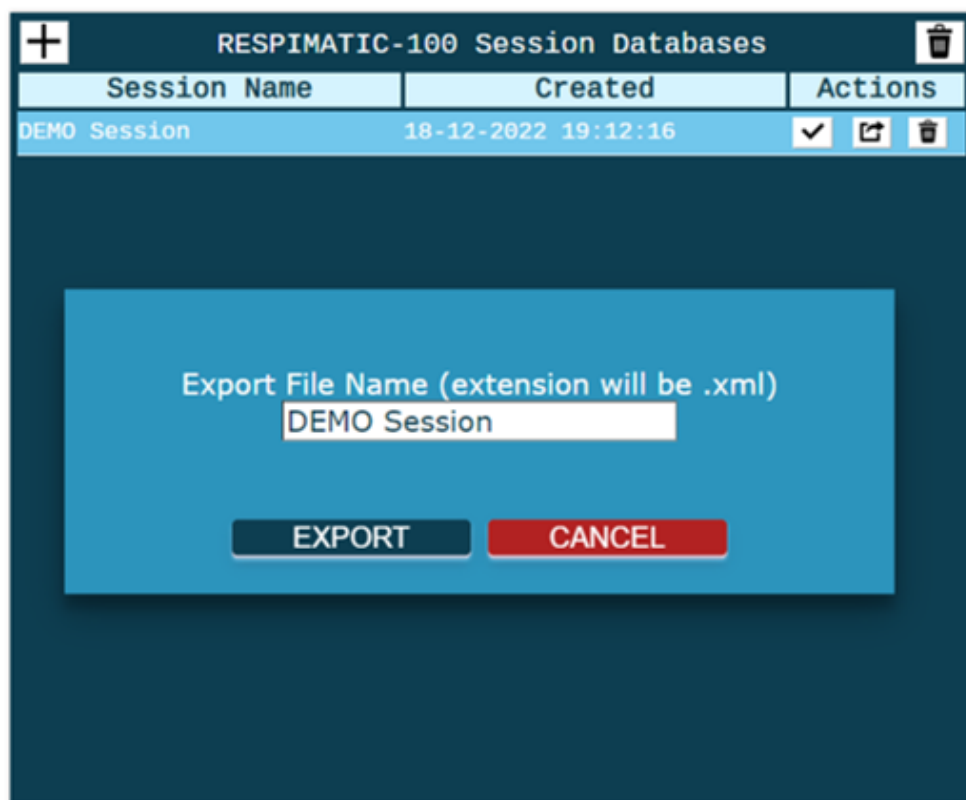 RESPIMATIC-100 Session Databases
Session Name Created Actions
DEMO Session 18-12-2022 19:12:16
Export File Name (extension will be .xml)
DEMO Session
EXPORT CANCEL